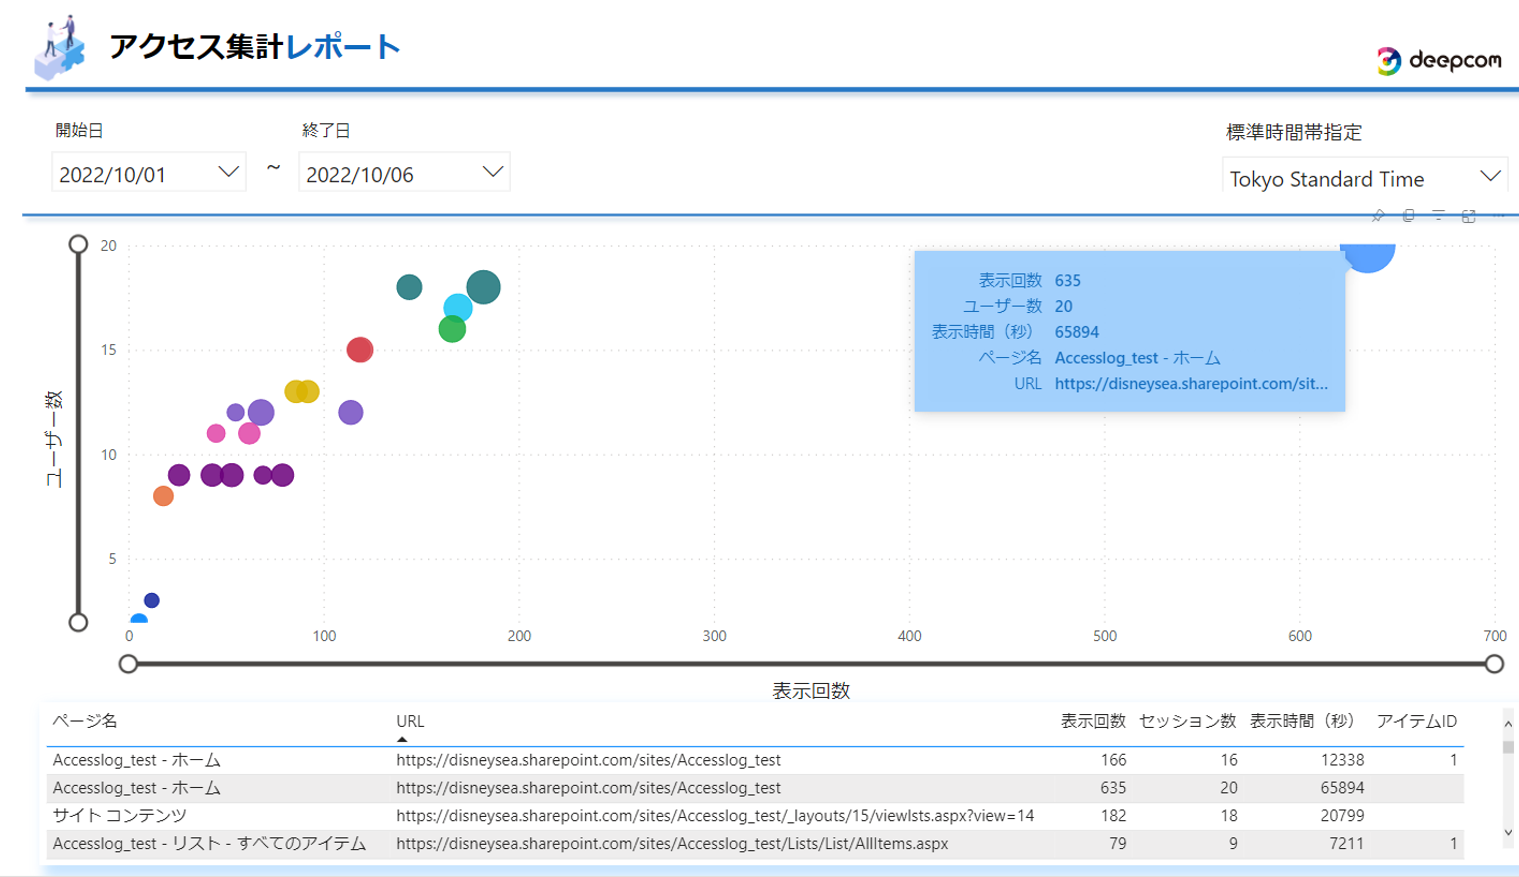 アクセス集計レポート
deepcom
開始日
終了日
標準時間帯指定
2022/10/01
~
2022/10/06
Tokyo Standard Time
20
15
10
5
ユーザー数
表示回数 635
ユーザー数 20
表示時間（秒） 65894
ページ名 Accesslog_test - ホーム
URL https://disneysea.sharepoint.com/sit...
0 100 200 300 400 500 600 700
表示回数
ページ名 URL 表示回数 セッション数 表示時間（秒） アイテムID
Accesslog_test - ホーム https://disneysea.sharepoint.com/sites/Accesslog_test 166 16 12338 1
Accesslog_test - ホーム https://disneysea.sharepoint.com/sites/Accesslog_test 635 20 65894
サイト コンテンツ https://disneysea.sharepoint.com/sites/Accesslog_test/_layouts/15/viewlsts.aspx?view=14 182 18 20799
Accesslog_test - リスト - すべてのアイテム https://disneysea.sharepoint.com/sites/Accesslog_test/Lists/List/AllItems.aspx 79 9 7211 1